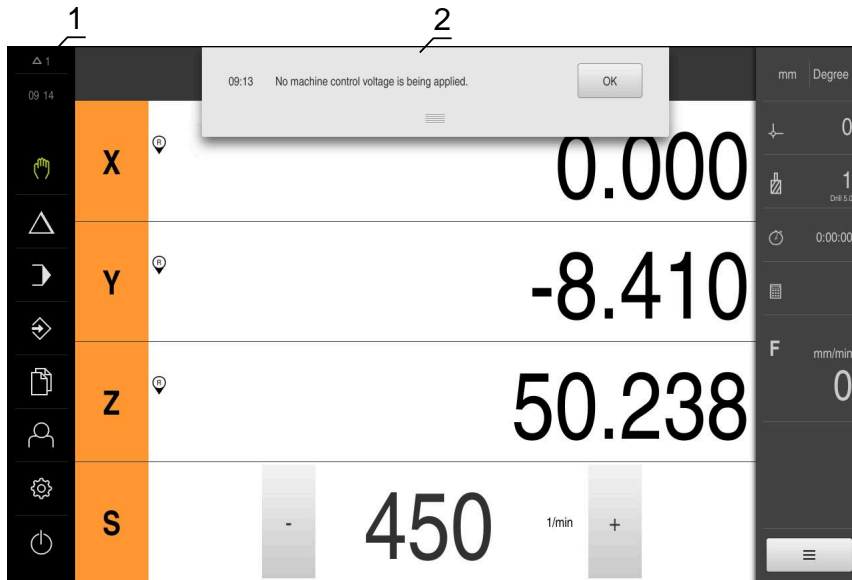 1
2
△ 1
09 14
09:13 No machine control voltage is being applied.
OK
mm Degree
X
R
0.000
0
1
Drill 5.0
Y
R
-8.410
0:00:00
Z
R
50.238
F mm/min
0
S
-
450
1/min
+